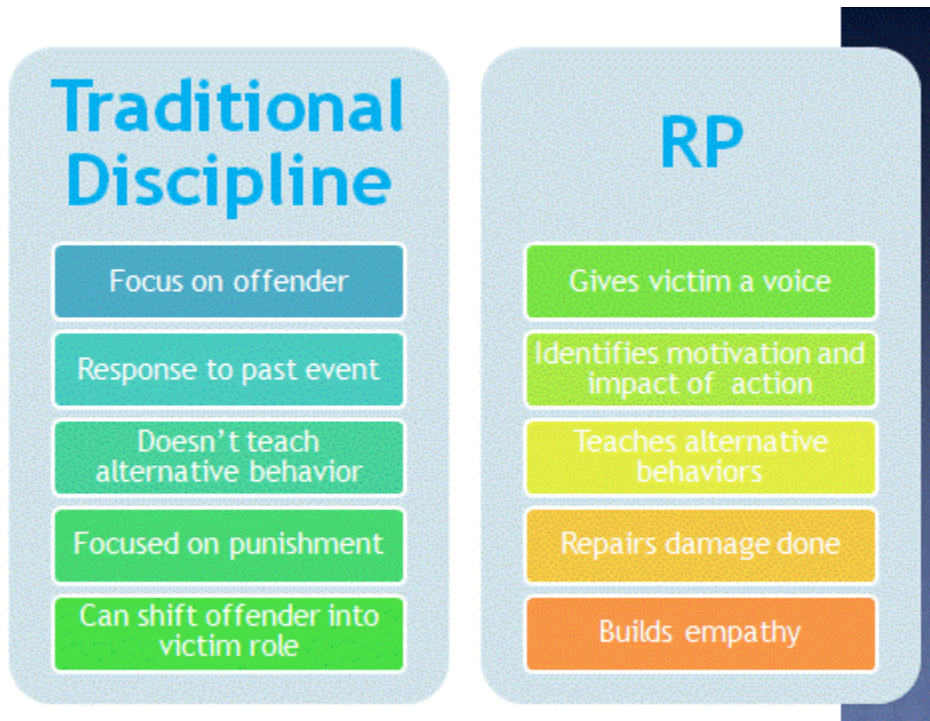 Traditional
Discipline
Focus on offender
Response to past event
Doesn’t teach
alternative behavior
Focused on punishment
Can shift offender into
victim role
RP
Gives victim a voice
Identifies motivation and
impact of action
Teaches alternative
behaviors
Repairs damage done
Builds empathy